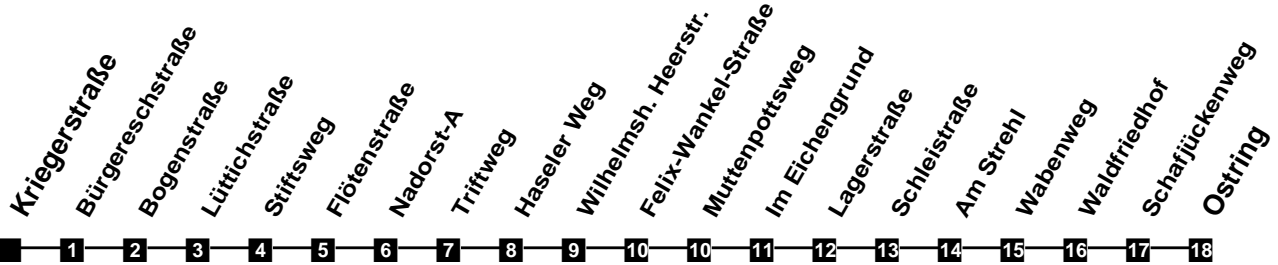 Kriegerstraße
Bürgereschstraße
Bogenstraße
Lüttichstraße
Stiftsweg
Flötenstraße
Nadorst-A
Triftweg
Haseler Weg
Wilhelmsh. Heerstr.
Felix-Wankel-Straße
Muttenpottsweg
Im Eichengrund
Lagerstraße
Schleistraße
Am Strehl
Wabenweg
Waldfriedhof
Schafjückenweg
Ostring
1 2 3 4 5 6 7 8 9 10 10 11 12 13 14 15 16 17 18